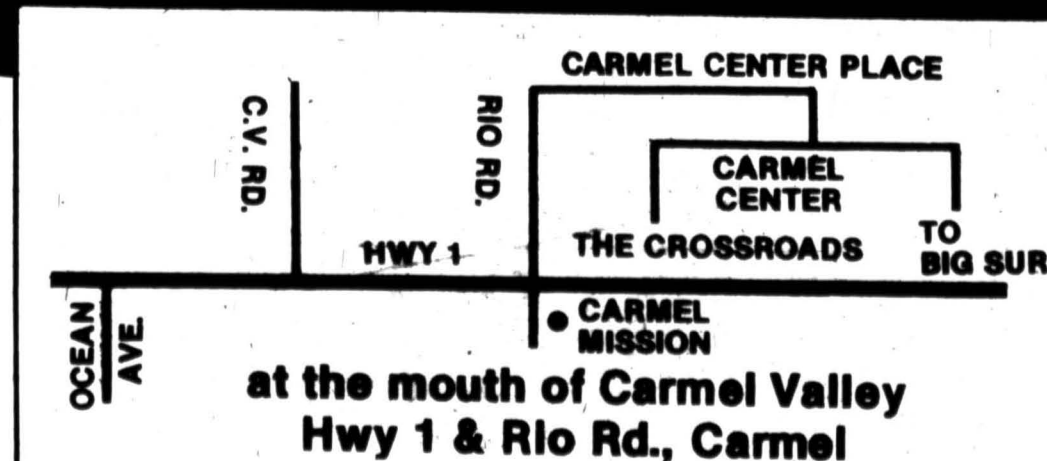 CARMEL CENTER PLACE
C.V. RD.
RIO RD.
CARMEL
CENTER
HWY 1
THE CROSSROADS
TO
BIG SUR
OCEAN
AVE.
CARMEL
MISSION
at the mouth of Carmel Valley
Hwy 1 & Rio Rd., Carmel